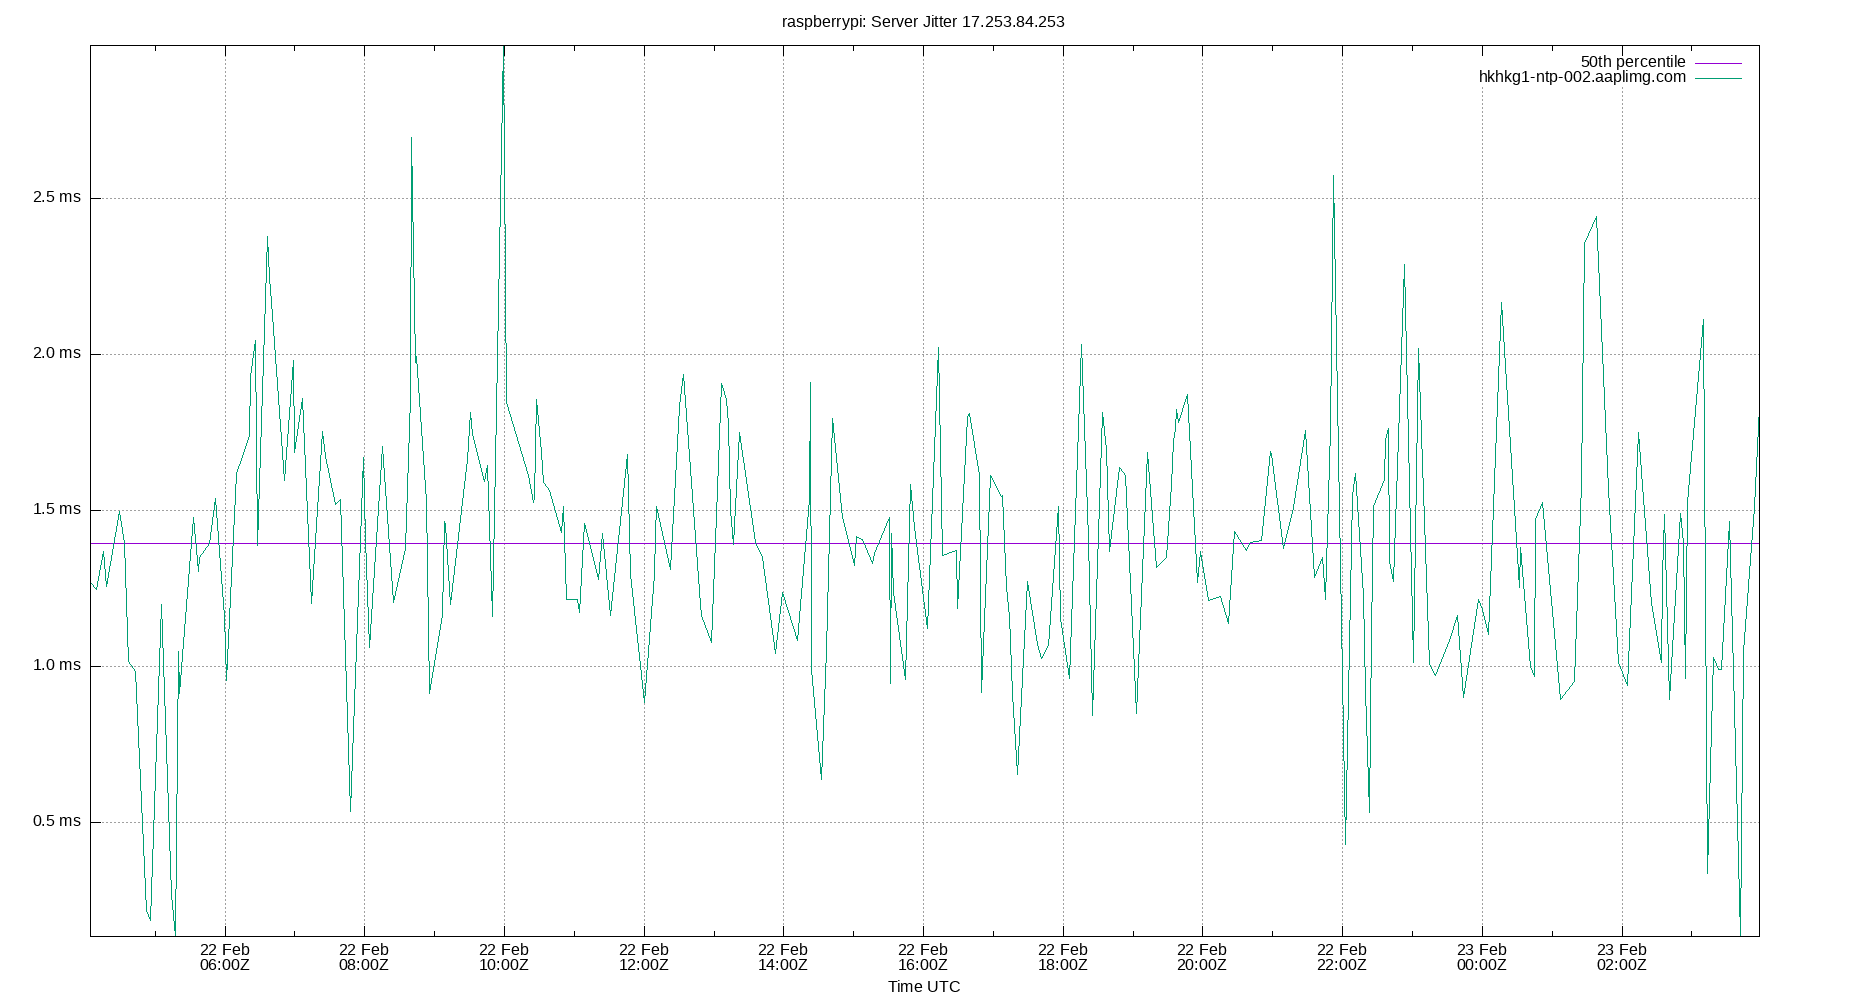 raspberrypi: Server Jitter 17.253.84.253
50th percentile
hkhkg1-ntp-002.aaplimg.com
2.5 ms
2.0 ms
1.5 ms
1.0 ms
0.5 ms
22 Feb 22 Feb 22 Feb 22 Feb 22 Feb 22 Feb 22 Feb 22 Feb 22 Feb 23 Feb 23 Feb
06:00Z 08:00Z 10:00Z 12:00Z 14:00Z 16:00Z 18:00Z 20:00Z 22:00Z 00:00Z 02:00Z
Time UTC